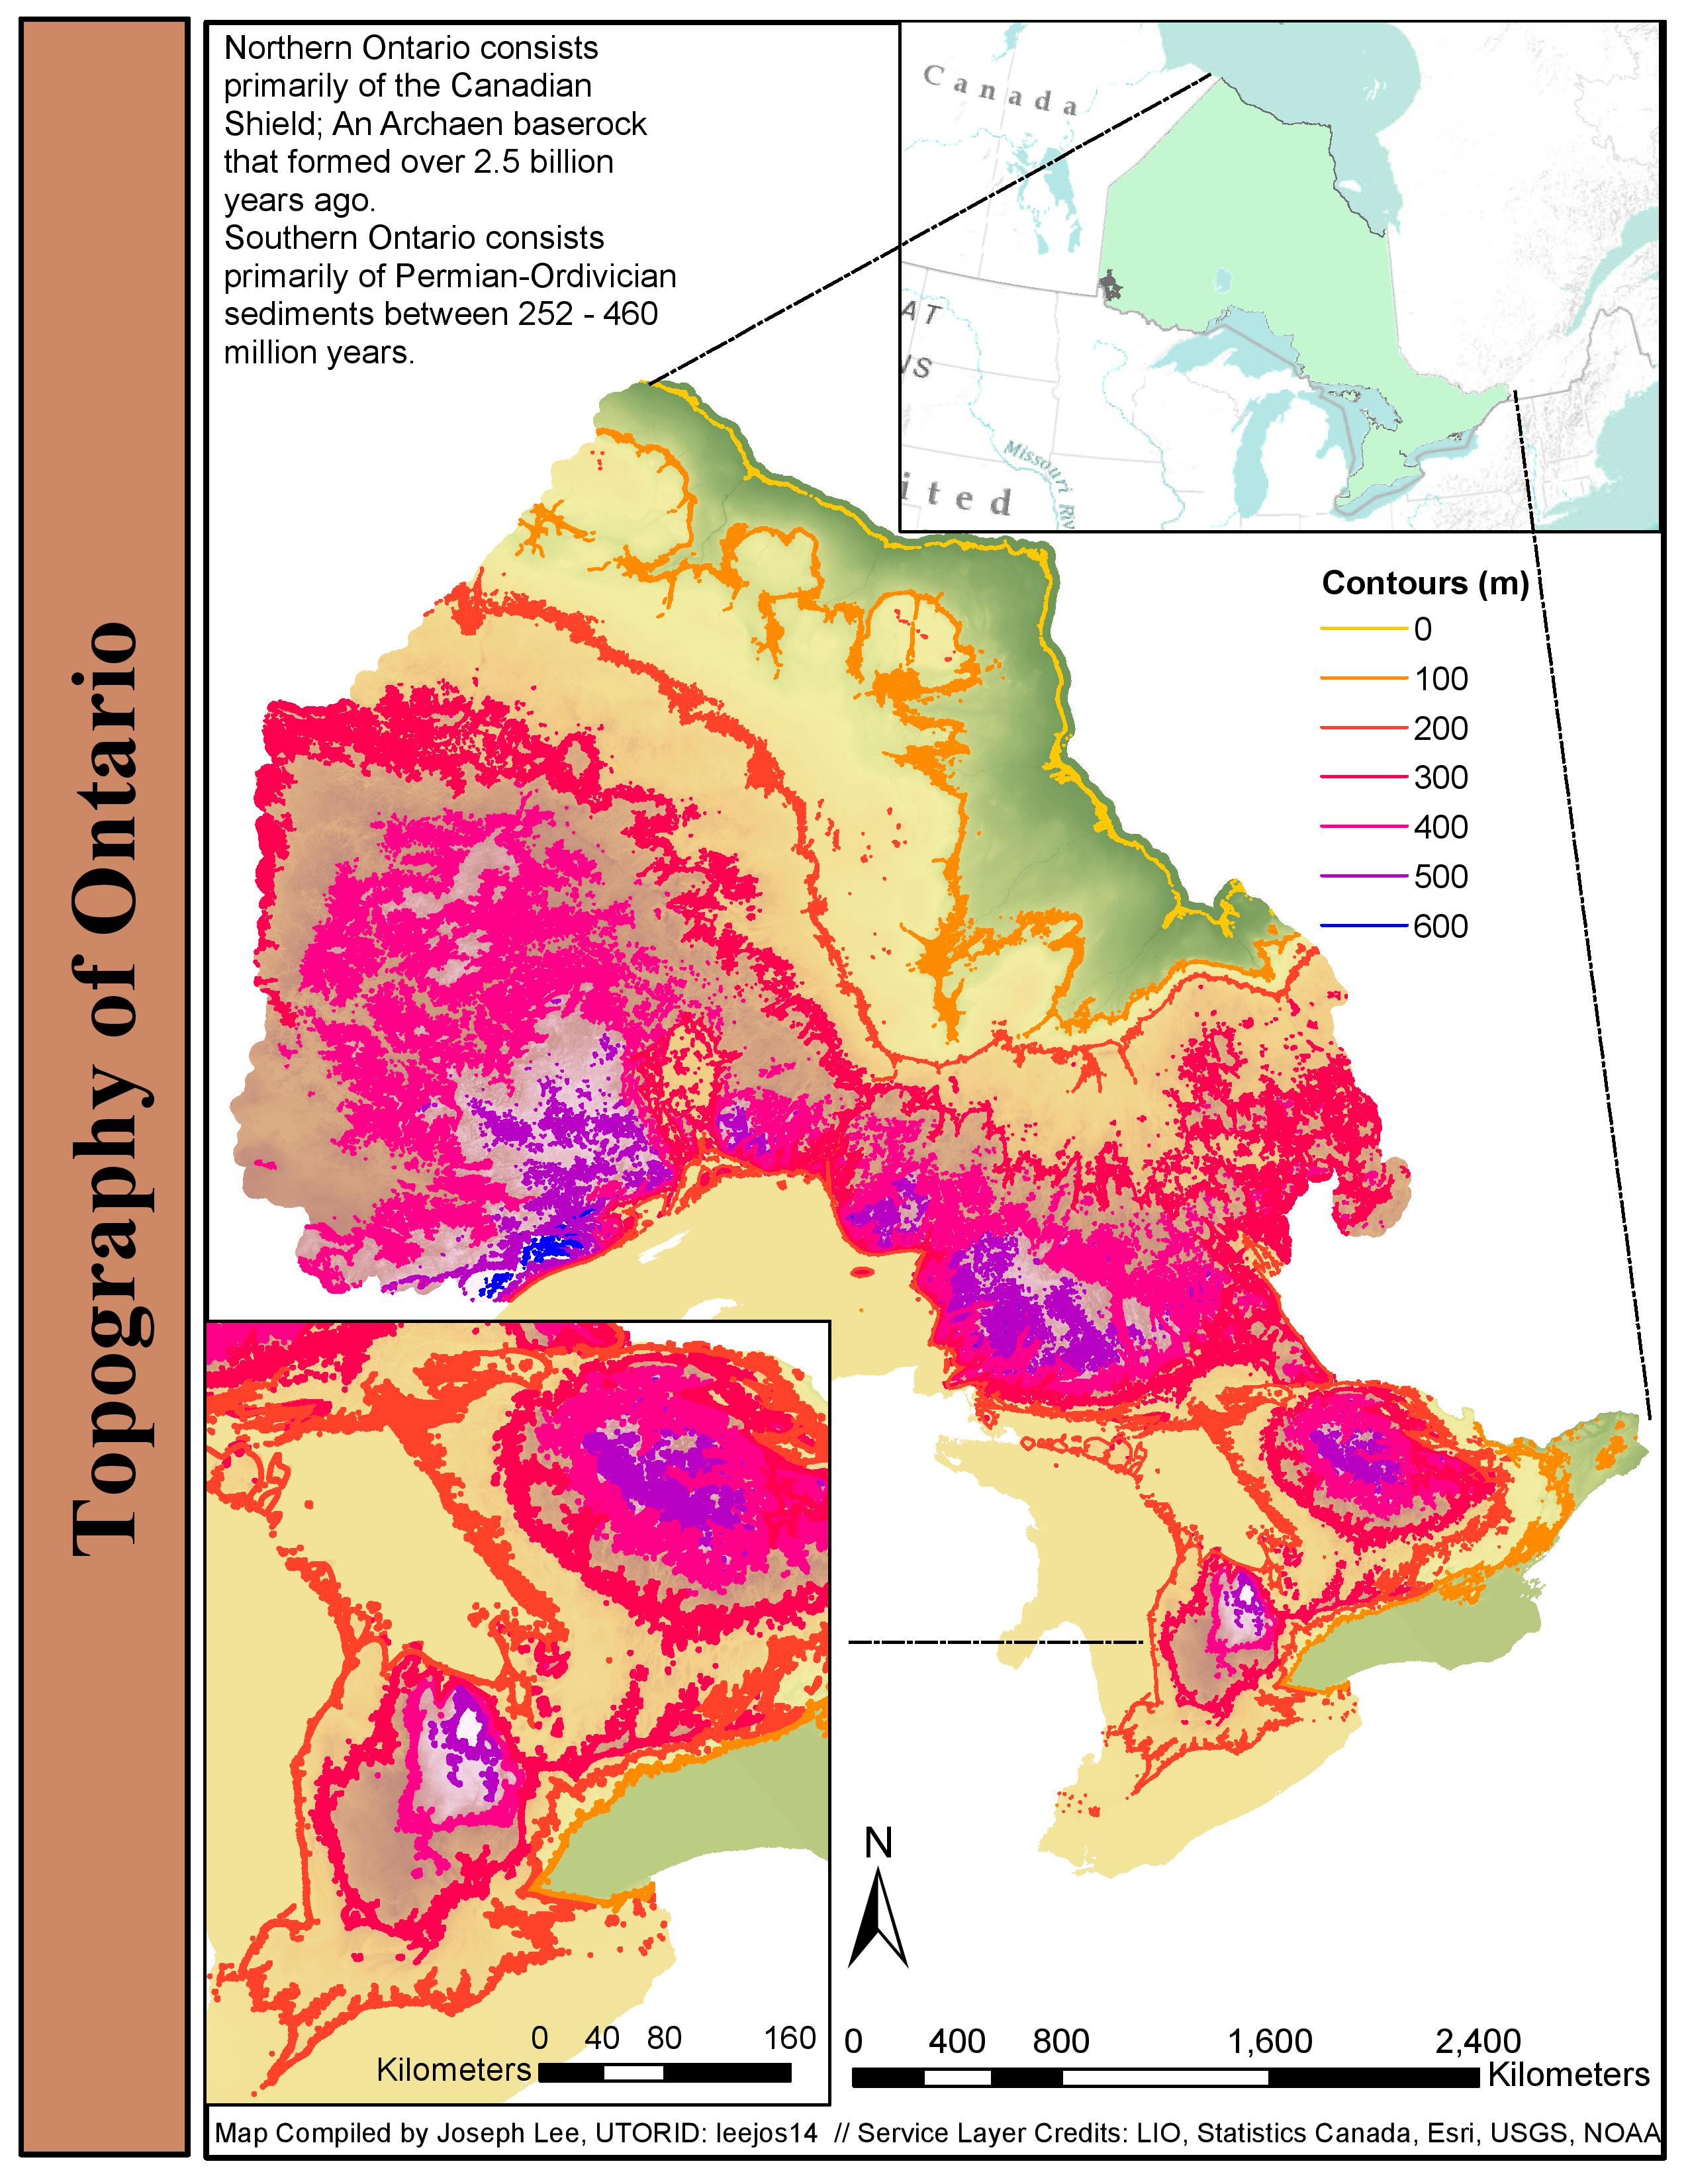 Topography of Ontario
Northern Ontario consists
primarily of the Canadian
Shield; An Archaen baserock
that formed over 2.5 billion
years ago.
Southern Ontario consists
primarily of Permian-Ordivician
sediments between 252 - 460
million years.
Canada
AT
NS
Missouri Riv
ited
Contours (m)
0
100
200
300
400
500
600
N
0 40 80 160
Kilometers
0 400 800 1,600 2,400
Kilometers
Map Compiled by Joseph Lee, UTORID: leejos14 // Service Layer Credits: LIO, Statistics Canada, Esri, USGS, NOAA